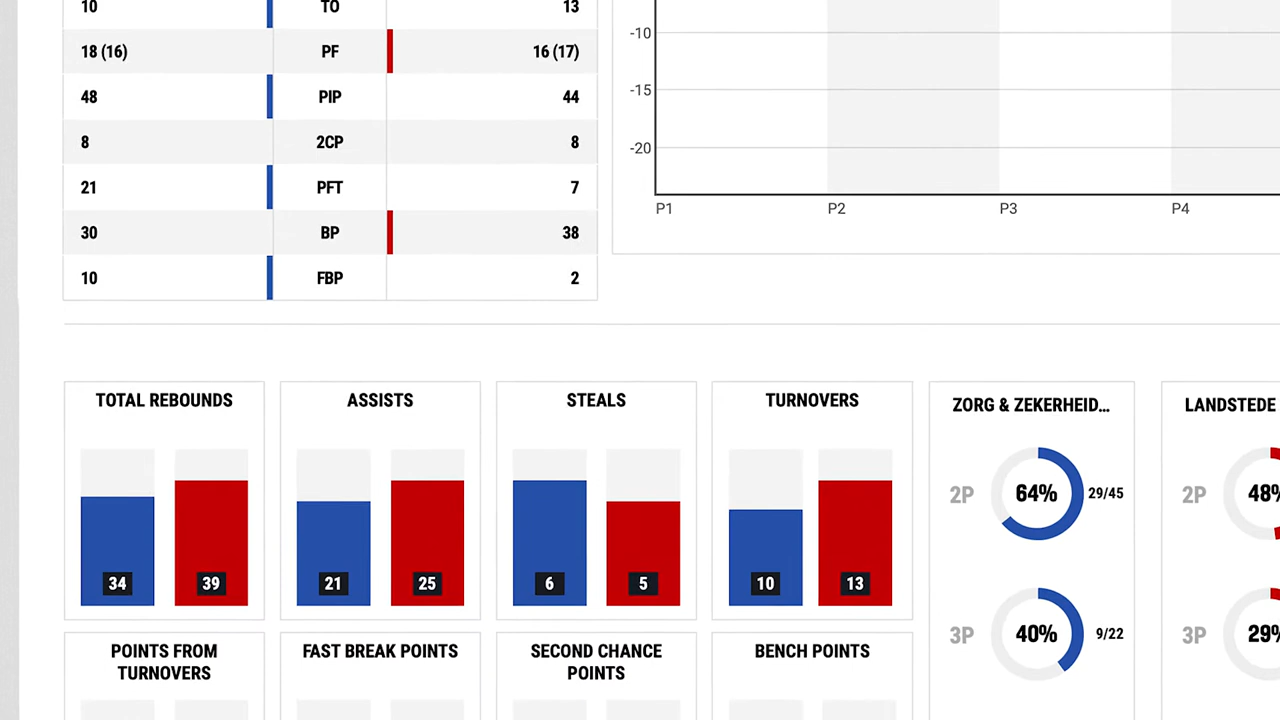 10 TO 13
18 (16) PF 16 (17)
48 PIP 44
8 2CP 8
21 PFT 7
30 BP 38
10 FBP 2
-10
-15
-20
P1 P2 P3 P4
TOTAL REBOUNDS
34 39
ASSISTS
21 25
STEALS
6 5
TURNOVERS
10 13
POINTS FROM
TURNOVERS
FAST BREAK POINTS
SECOND CHANCE
POINTS
BENCH POINTS
ZORG & ZEKERHEID...
2P 64% 29/45
3P 40% 9/22
LANDSTEDE
2P 48%
3P 29%